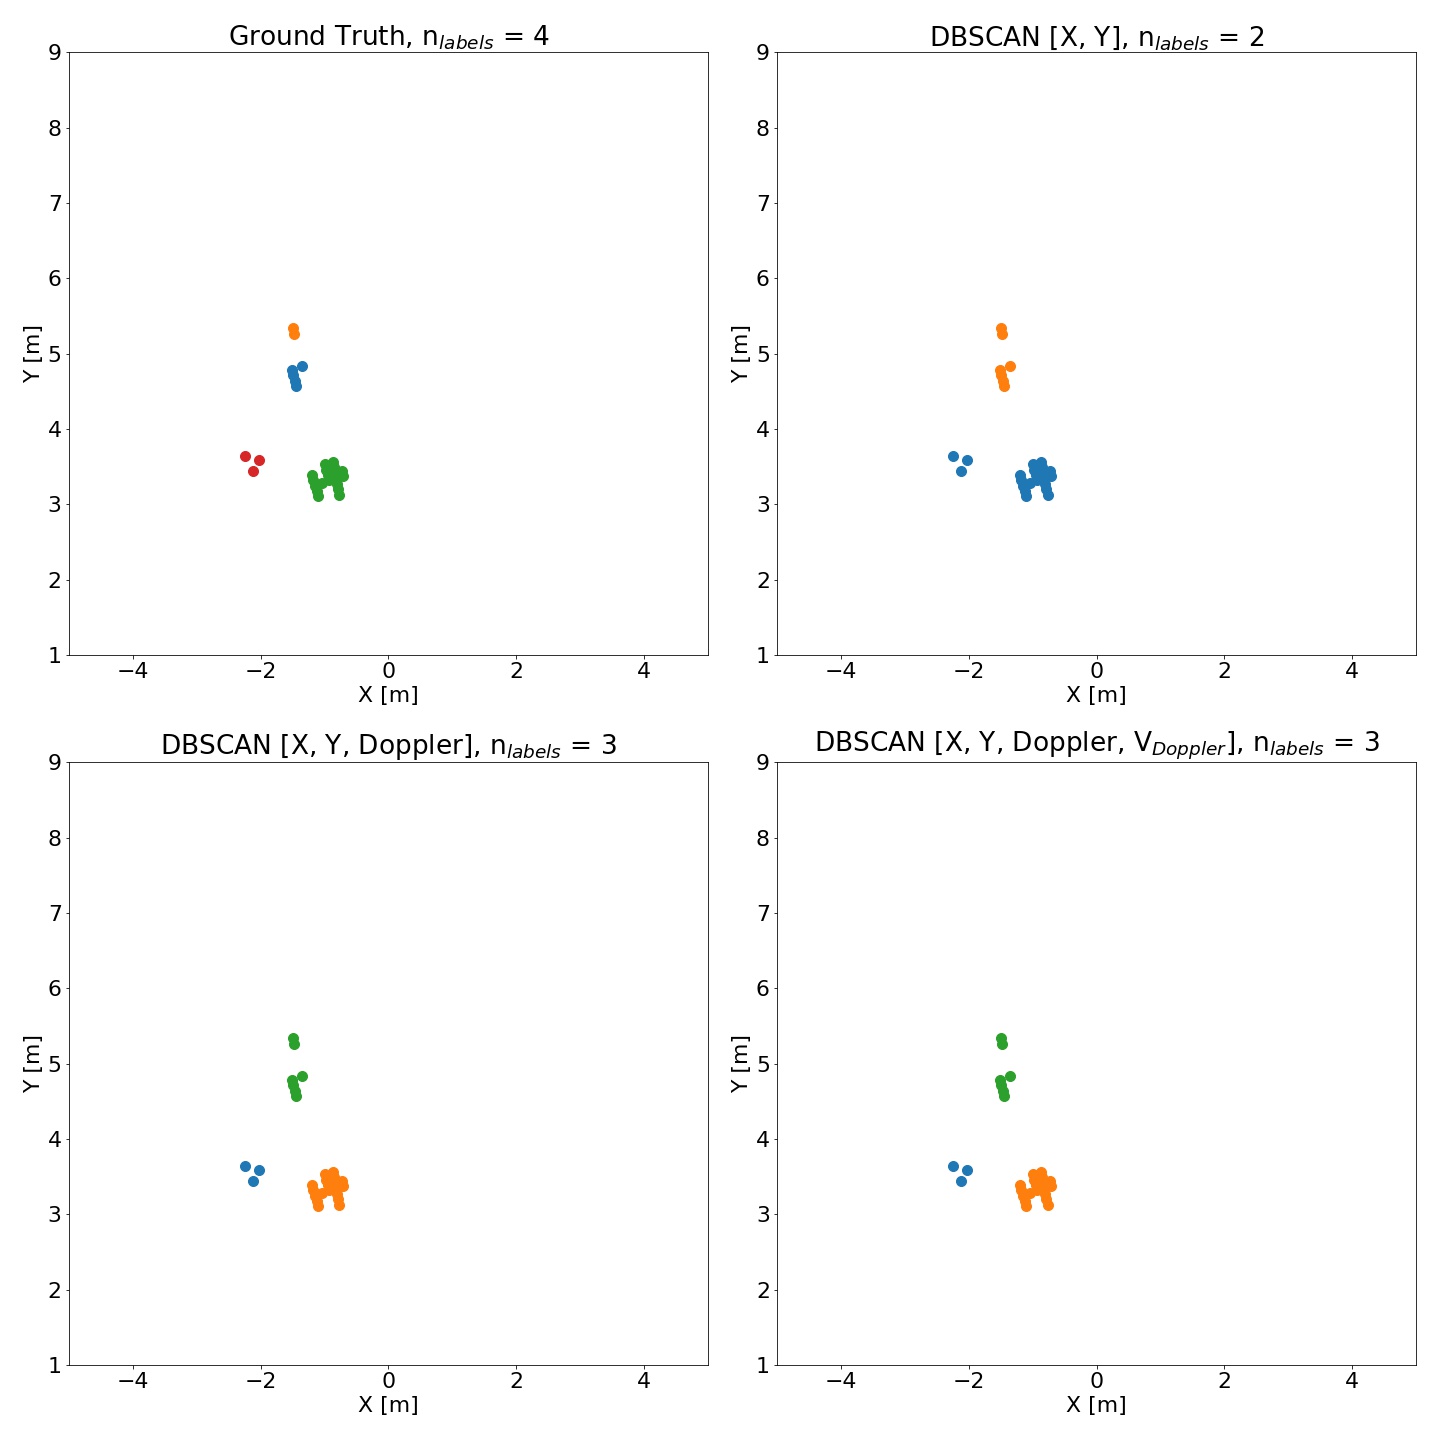 Ground Truth, n_labels = 4
9
8
7
6
5
4
3
2
1
Y [m]
−4 −2 0 2 4
X [m]
DBSCAN [X, Y], n_labels = 2
9
8
7
6
5
4
3
2
1
Y [m]
−4 −2 0 2 4
X [m]
DBSCAN [X, Y, Doppler], n_labels = 3
9
8
7
6
5
4
3
2
1
Y [m]
−4 −2 0 2 4
X [m]
DBSCAN [X, Y, Doppler, V_Doppler], n_labels = 3
9
8
7
6
5
4
3
2
1
Y [m]
−4 −2 0 2 4
X [m]